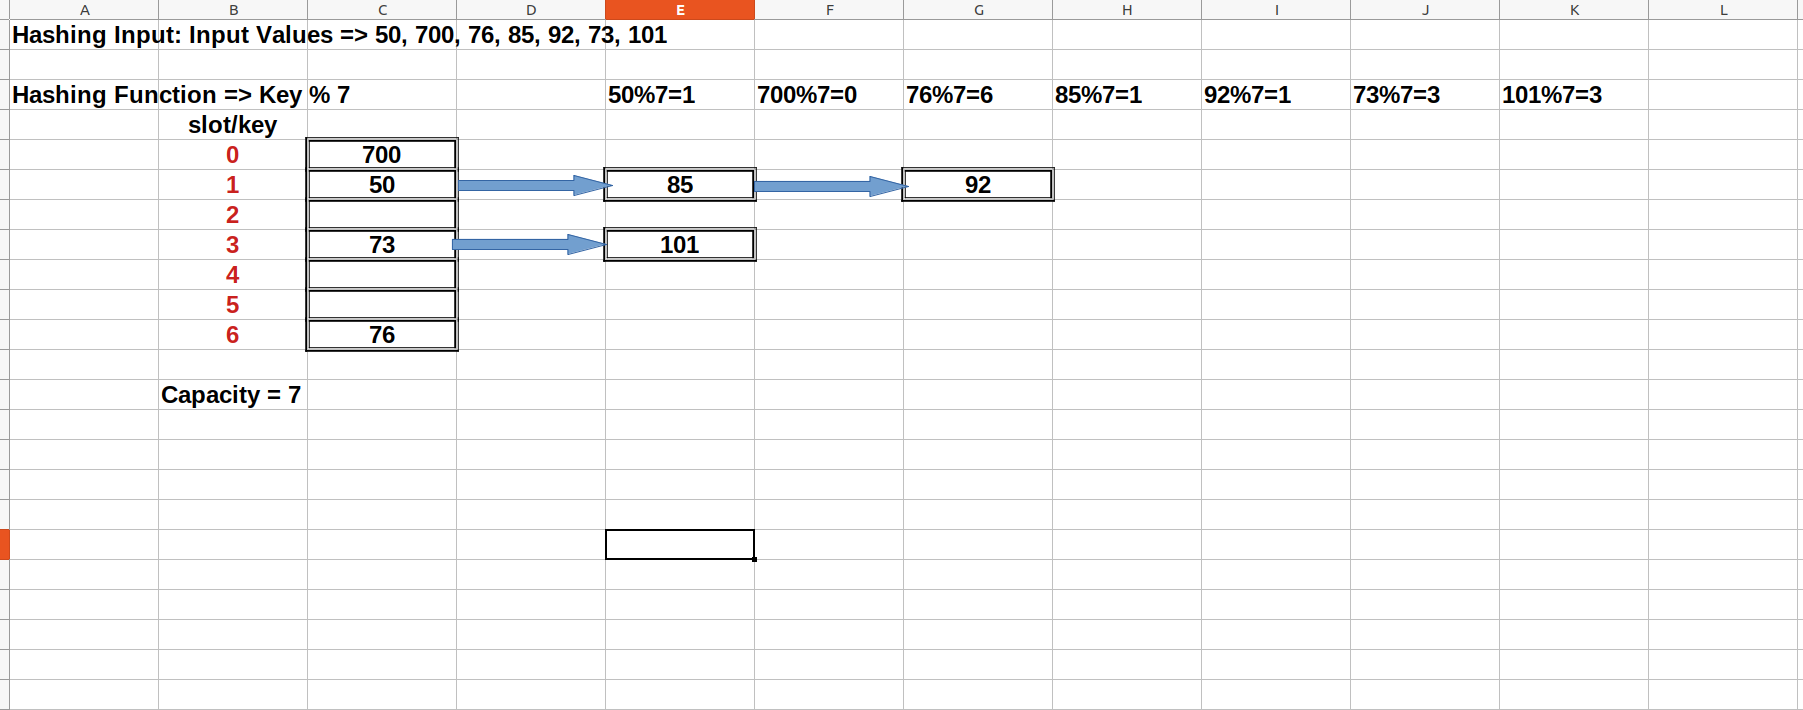 A B C D E F G H I J K L
Hashing Input: Input Values => 50, 700, 76, 85, 92, 73, 101
Hashing Function => Key % 7 50%7=1 700%7=0 76%7=6 85%7=1 92%7=1 73%7=3 101%7=3
slot/key
0 700
1 50 85 92
2
3 73 101
4
5
6 76
Capacity = 7